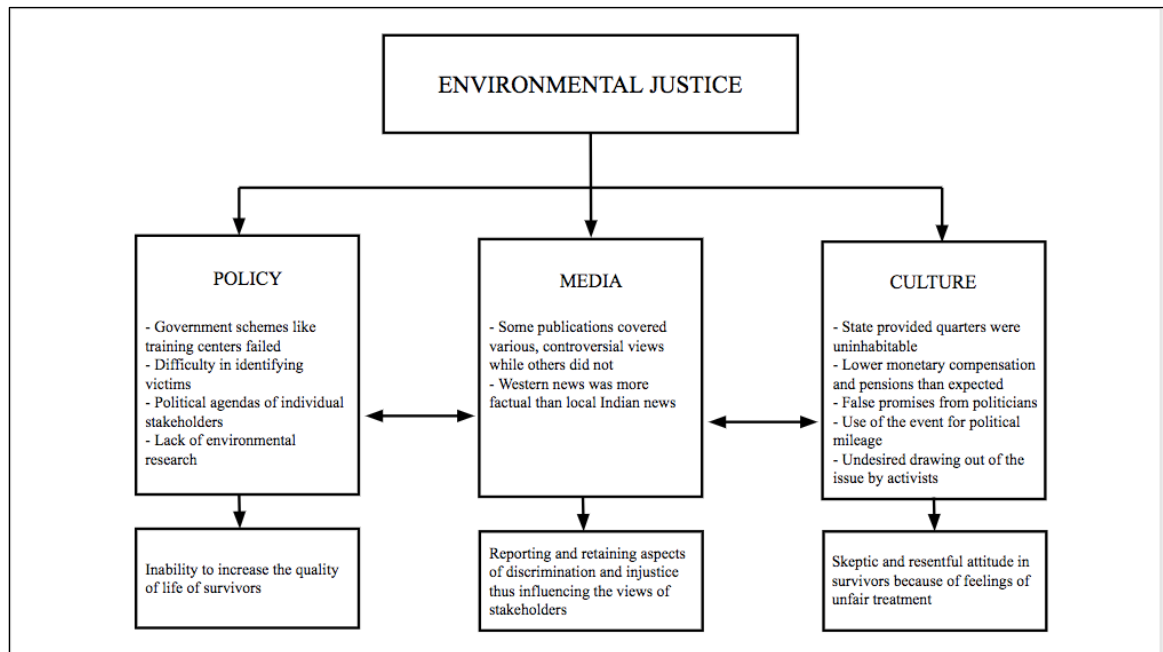 ENVIRONMENTAL JUSTICE
POLICY
- Government schemes like
training centers failed
- Difficulty in identifying
victims
- Political agendas of individual
stakeholders
- Lack of environmental
research
MEDIA
- Some publications covered
various, controversial views
while others did not
- Western news was more
factual than local Indian news
CULTURE
- State provided quarters were
uninhabitable
- Lower monetary compensation
and pensions than expected
- False promises from politicians
- Use of the event for political
mileage
- Undesired drawing out of the
issue by activists
Inability to increase the quality
of life of survivors
Reporting and retaining aspects
of discrimination and injustice
thus influencing the views of
stakeholders
Skeptic and resentful attitude in
survivors because of feelings of
unfair treatment